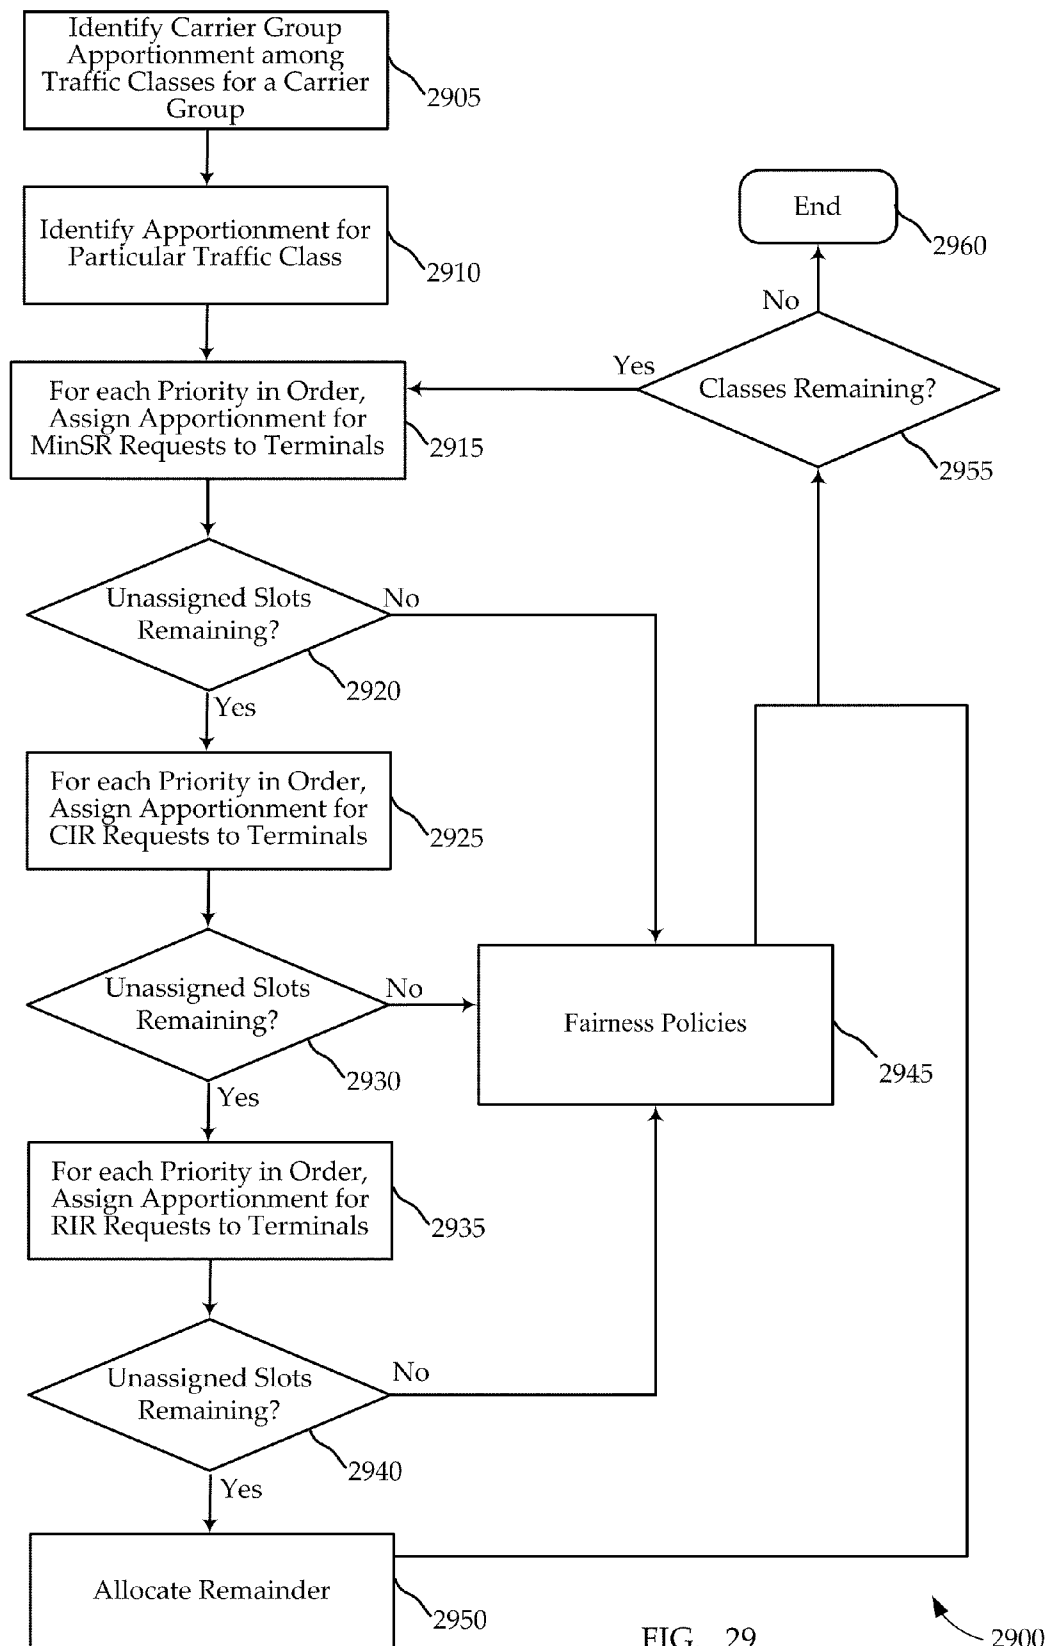 Identify Carrier Group
Apportionment among
Traffic Classes for a Carrier
Group
2905
Identify Apportionment for
Particular Traffic Class
2910
End
2960
No
Yes
Classes Remaining?
2955
For each Priority in Order,
Assign Apportionment for
MinSR Requests to Terminals
2915
Unassigned Slots
Remaining?
No
2920
Yes
For each Priority in Order,
Assign Apportionment for
CIR Requests to Terminals
2925
Unassigned Slots
Remaining?
No
2930
Yes
Fairness Policies
2945
For each Priority in Order,
Assign Apportionment for
RIR Requests to Terminals
2935
Unassigned Slots
Remaining?
No
2940
Yes
Allocate Remainder
2950
FIG. 29
2900